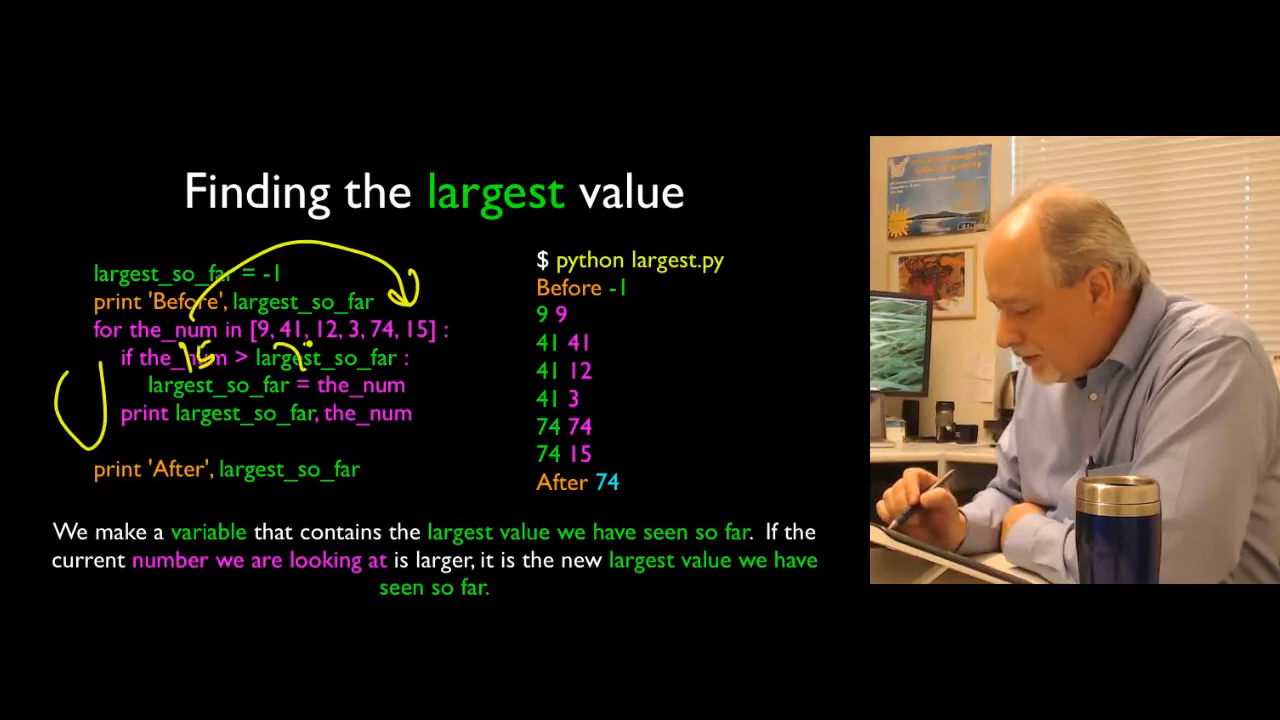 Finding the largest value
largest_so_far = -1
print 'Before', largest_so_far
for the_num in [9, 41, 12, 3, 74, 15] :
if the_num > largest_so_far :
15
largest_so_far = the_num
print largest_so_far, the_num
print 'After', largest_so_far
$ python largest.py
Before -1
9 9
41 41
41 12
41 3
74 74
74 15
After 74
We make a variable that contains the largest value we have seen so far. If the
current number we are looking at is larger, it is the new largest value we have
seen so far.
ETH